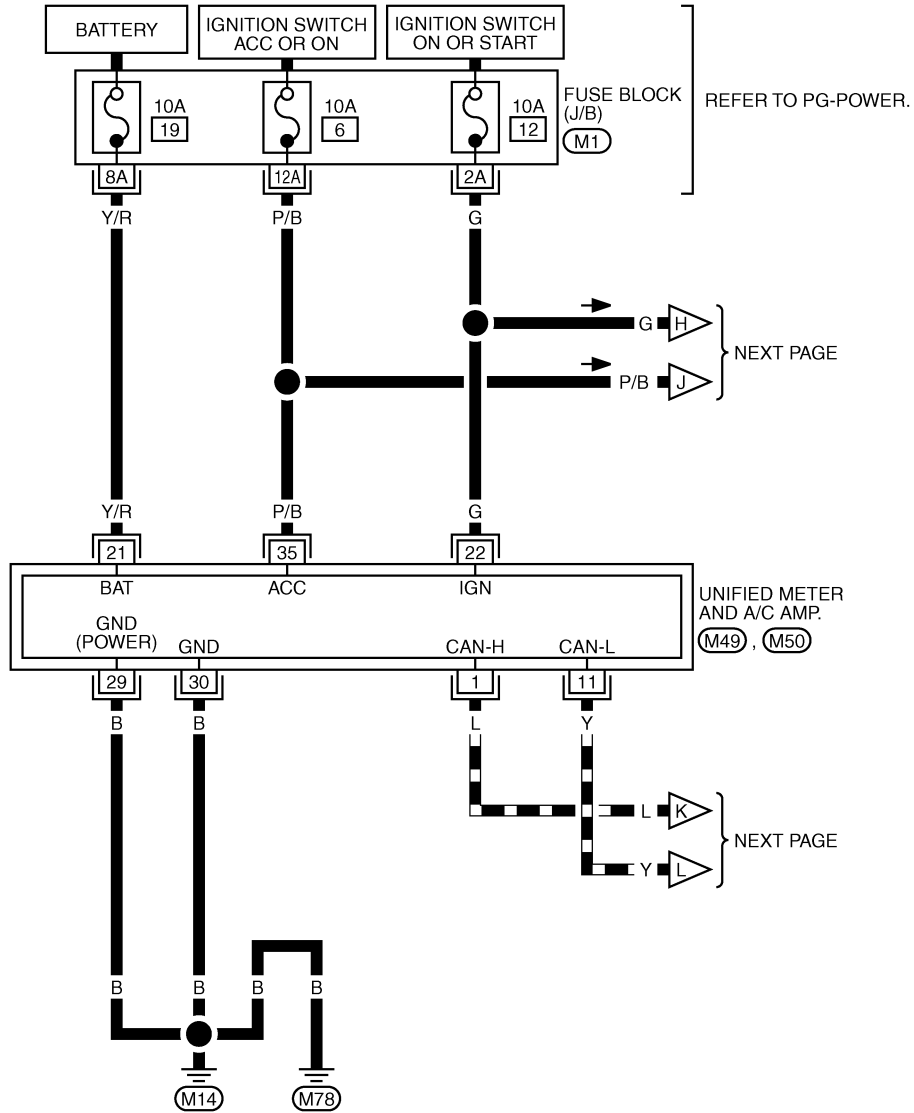 BATTERY
IGNITION SWITCH
ACC OR ON
IGNITION SWITCH
ON OR START
10A
19
10A
6
10A
12
FUSE BLOCK
(J/B)
M1
REFER TO PG-POWER.
8A
12A
2A
Y/R
P/B
G
G
H
P/B
J
NEXT PAGE
Y/R
P/B
G
21
35
22
BAT
ACC
IGN
GND
(POWER)
GND
CAN-H
CAN-L
UNIFIED METER
AND A/C AMP.
M49 , M50
29
30
1
11
B
B
L
Y
L
K
Y
L
NEXT PAGE
B
B
B
B
M14
M78